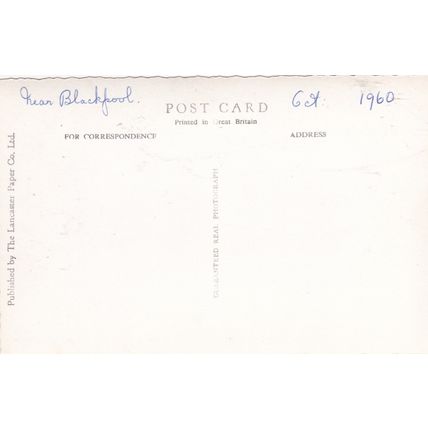 near Blackpool. Oct: 1960
POST CARD
Printed in Great Britain
FOR CORRESPONDENCE ADDRESS
Published by The Lancaster Paper Co, Ltd.
GUARANTEED REAL PHOTOGRAPH